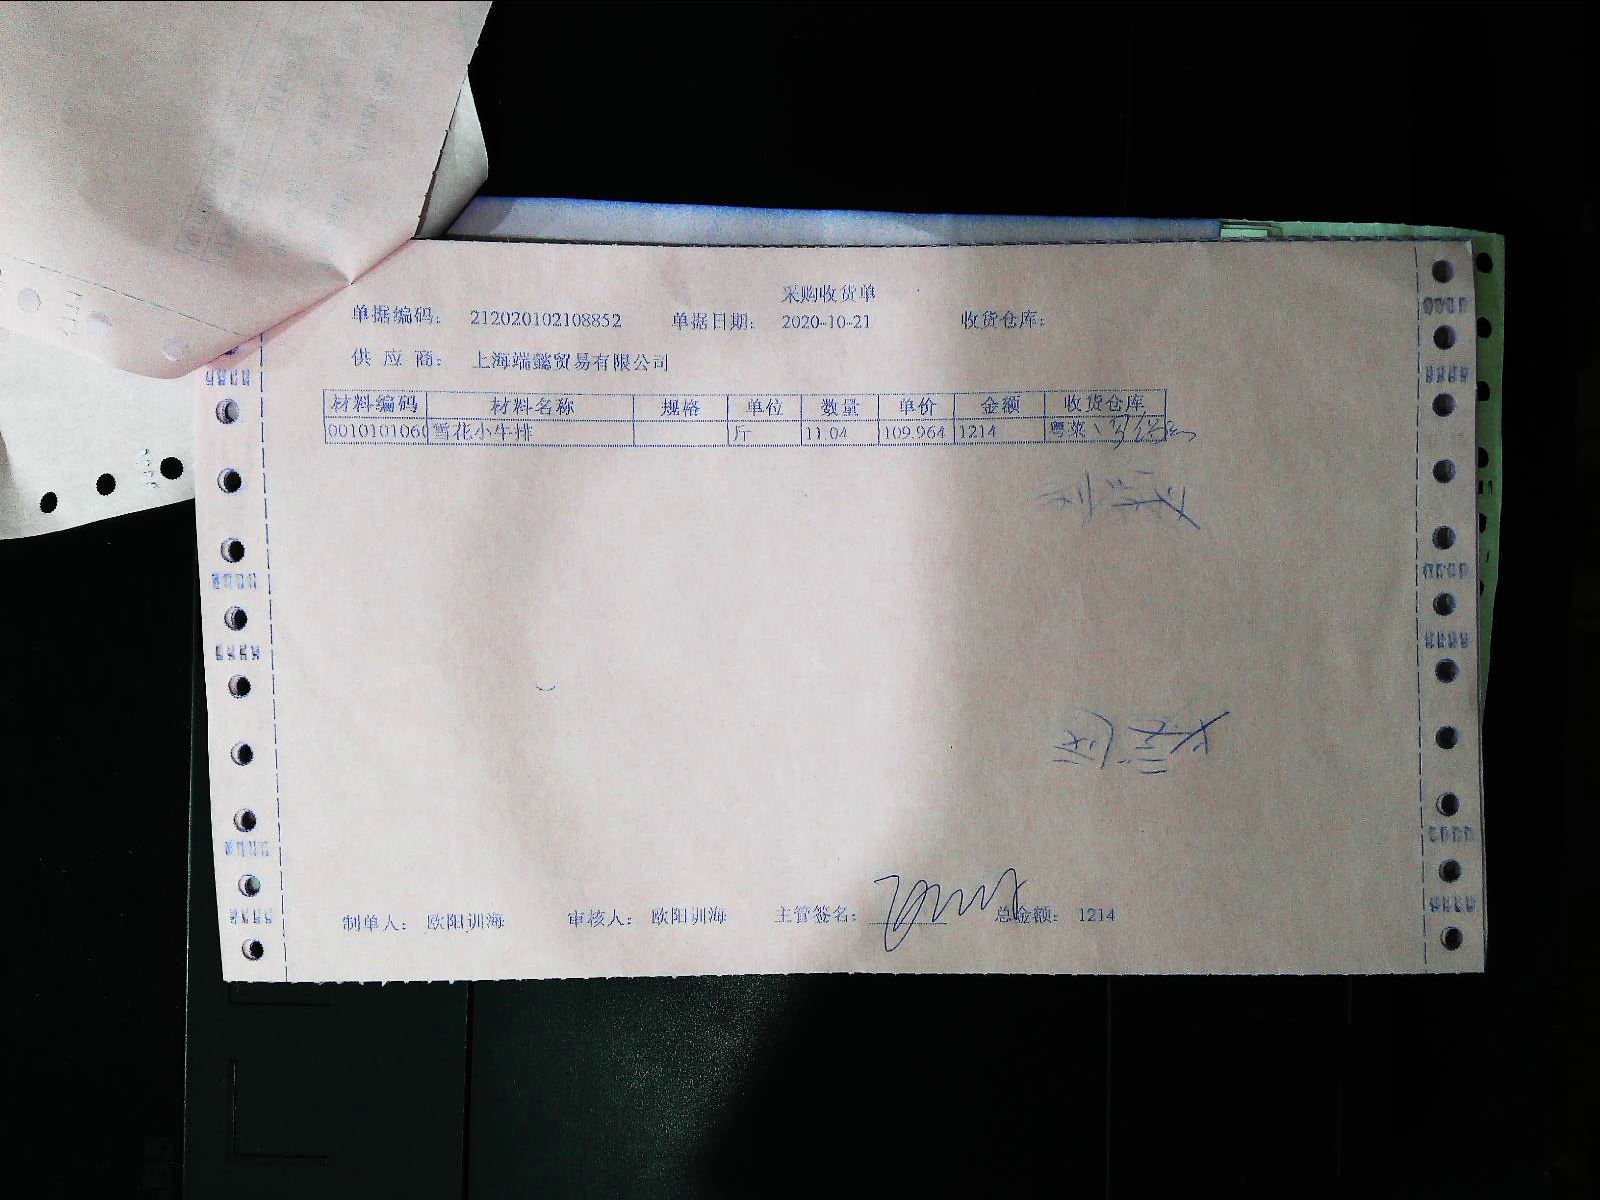 采购收货单
单据编码： 212020102108852 单据日期： 2020-10-21 收货仓库：
供 应 商： 上海端懿贸易有限公司
材料编码 材料名称 规格 单位 数量 单价 金额 收货仓库
0010101060 雪花小牛排 斤 11.04 109.964 1214 粤菜
制单人： 欧阳训海 审核人： 欧阳训海 主管签名： 总金额： 1214